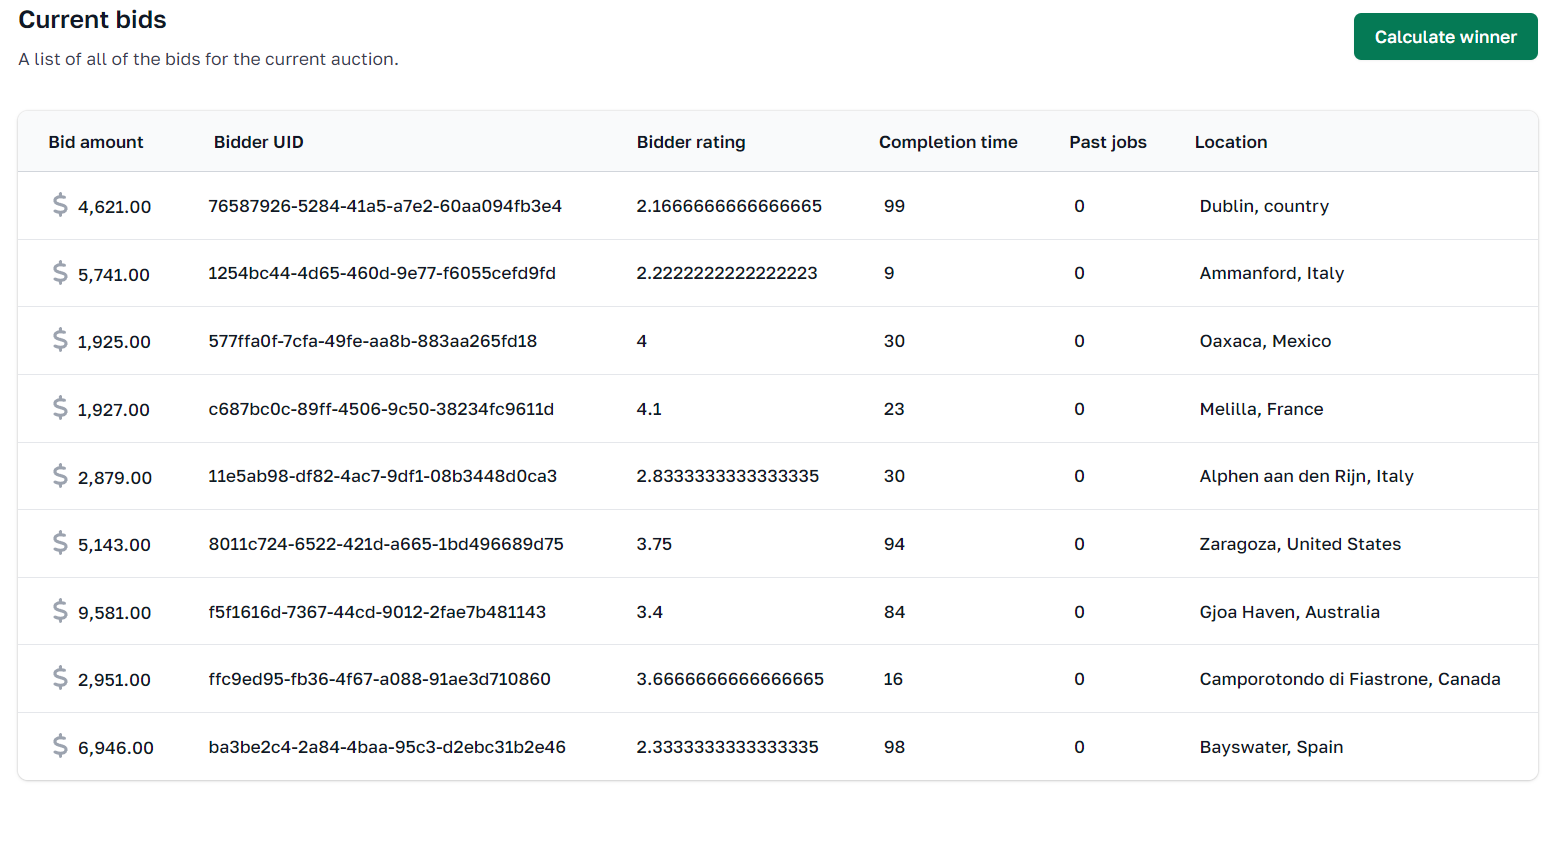 Current bids
Calculate winner
A list of all of the bids for the current auction.
Bid amount Bidder UID Bidder rating Completion time Past jobs Location
$ 4,621.00 76587926-5284-41a5-a7e2-60aa094fb3e4 2.1666666666666665 99 0 Dublin, country
$ 5,741.00 1254bc44-4d65-460d-9e77-f6055cefd9fd 2.2222222222222223 9 0 Ammanford, Italy
$ 1,925.00 577ffa0f-7cfa-49fe-aa8b-883aa265fd18 4 30 0 Oaxaca, Mexico
$ 1,927.00 c687bc0c-89ff-4506-9c50-38234fc9611d 4.1 23 0 Melilla, France
$ 2,879.00 11e5ab98-df82-4ac7-9df1-08b3448d0ca3 2.8333333333333335 30 0 Alphen aan den Rijn, Italy
$ 5,143.00 8011c724-6522-421d-a665-1bd496689d75 3.75 94 0 Zaragoza, United States
$ 9,581.00 f5f1616d-7367-44cd-9012-2fae7b481143 3.4 84 0 Gjoa Haven, Australia
$ 2,951.00 ffc9ed95-fb36-4f67-a088-91ae3d710860 3.6666666666666665 16 0 Camporotondo di Fiastrone, Canada
$ 6,946.00 ba3be2c4-2a84-4baa-95c3-d2ebc31b2e46 2.3333333333333335 98 0 Bayswater, Spain